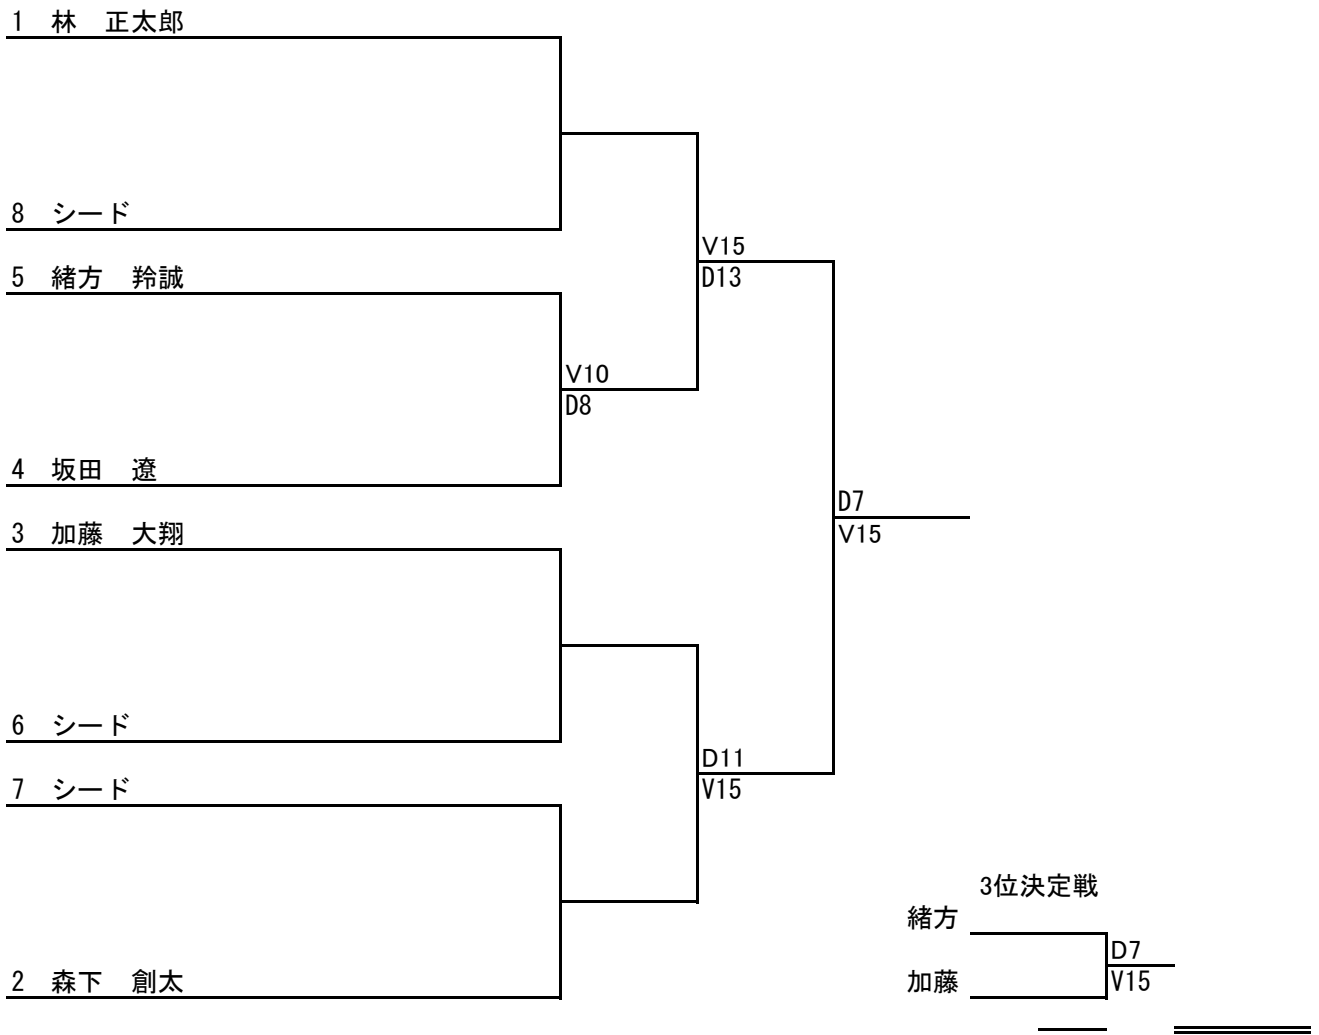 1 林 正太郎
8 シード
V15
D13
5 緒方 羚誠
V10
D8
4 坂田 遼
D7
V15
3 加藤 大翔
6 シード
D11
V15
7 シード
3位決定戦
緒方
D7
V15
加藤
2 森下 創太